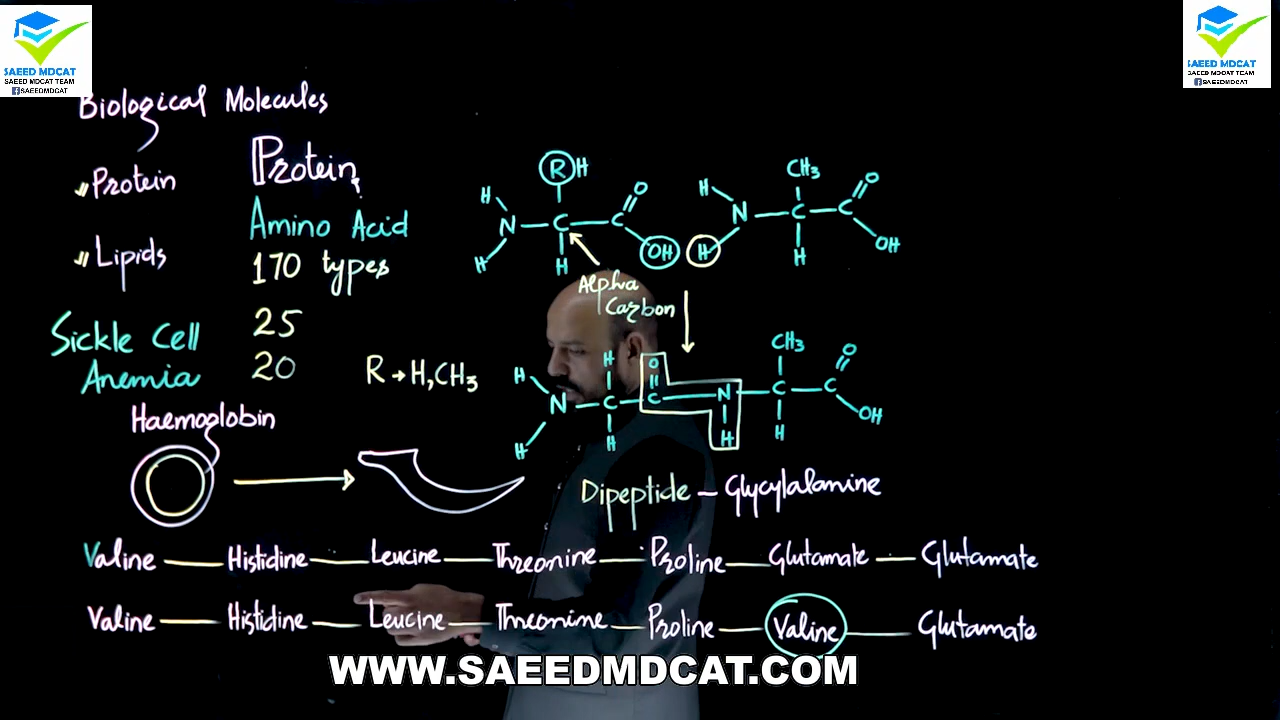 SAEED MDCAT
SAEED MDCAT TEAM
SAEEDMDCAT
SAEED MDCAT
SAEED MDCAT TEAM
SAEEDMDCAT
Biological Molecules
Protein
Lipids
Protein
Amino Acid
170 types
25
20
Sickle Cell
Anemia
R → H, CH3
Haemoglobin
R H
H
N — C — C
O
OH
H
H
Alpha
Carbon
CH3
H
N — C — C
O
OH
H
H
H
H
O
CH3
O
N — C — C — N — C — C
OH
H
H
H
H
Dipeptide – Glycylalanine
Valine — Histidine — Leucine — Threonine — Proline — Glutamate — Glutamate
Valine — Histidine — Leucine — Threonine — Proline — Valine — Glutamate
WWW.SAEEDMDCAT.COM